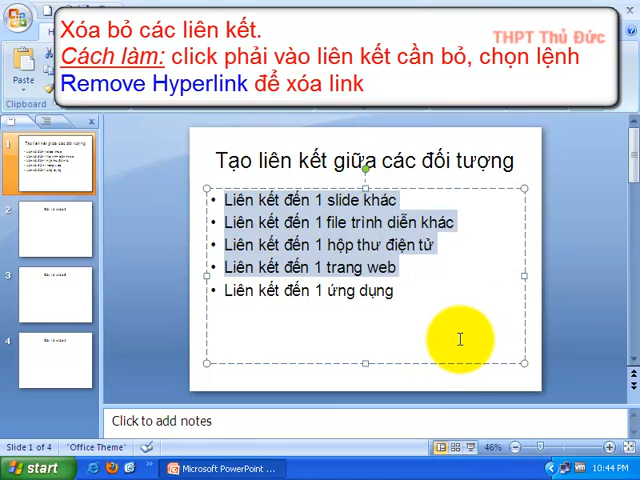 Xóa bỏ các liên kết.
THPT Thủ Đức
Cách làm: click phải vào liên kết cần bỏ, chọn lệnh
Remove Hyperlink để xóa link
Paste
Clipboard
1
2
3
4
Tạo liên kết giữa các đối tượng
• Liên kết đến 1 slide khác
• Liên kết đến 1 file trình diễn khác
• Liên kết đến 1 hộp thư điện tử
• Liên kết đến 1 trang web
• Liên kết đến 1 ứng dụng
Click to add notes
Slide 1 of 4
"Office Theme"
46%
start
Microsoft PowerPoint ...
10:44 PM